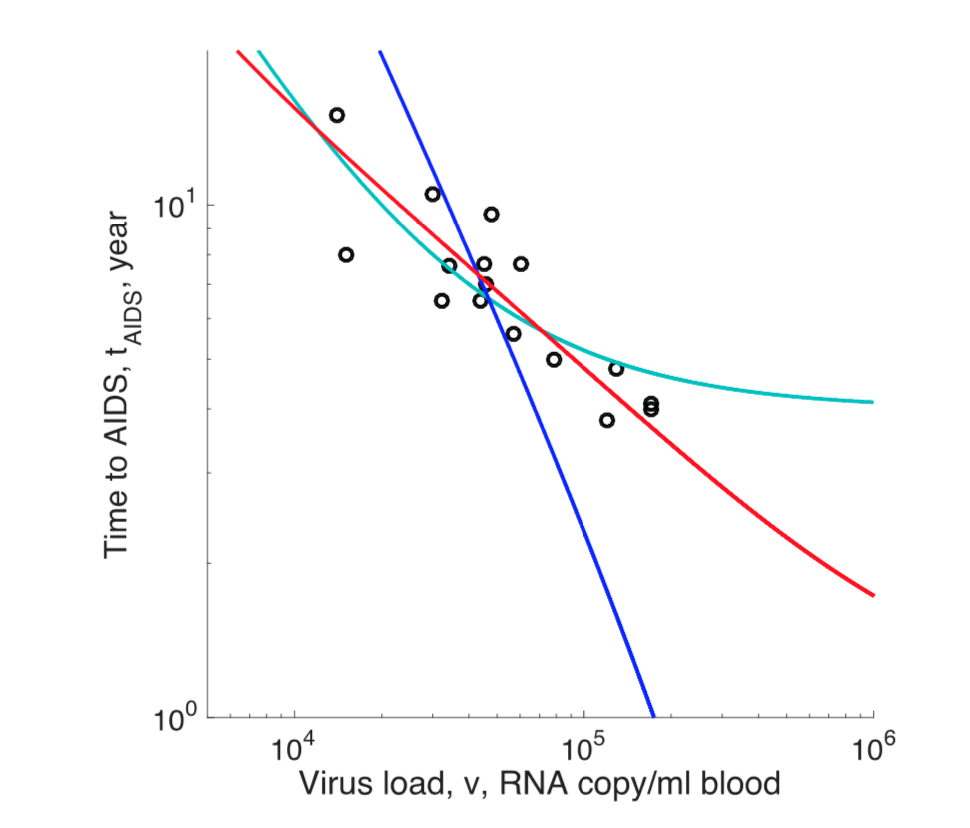 Time to AIDS, t_AIDS, year
10^1
10^0
10^4
10^5
10^6
Virus load, v, RNA copy/ml blood